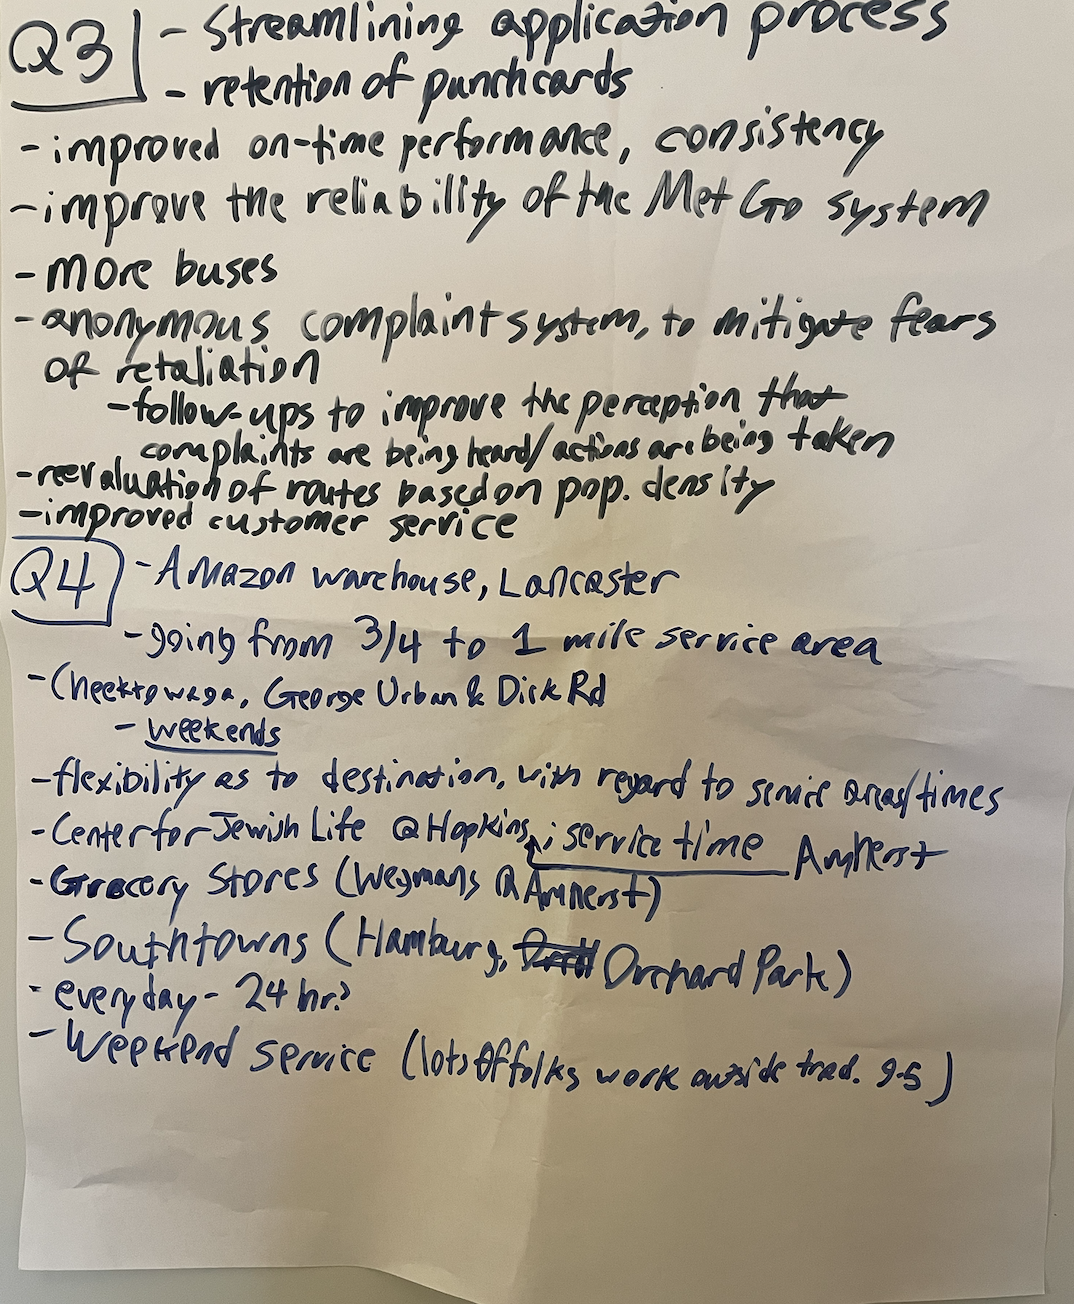 Q3 - Streamlining application process
- retention of punchcards
- improved on-time performance, consistency
- improve the reliability of the MetGo system
- more buses
- anonymous complaint system, to mitigate fears
of retaliation
- follow-ups to improve the perception that
complaints are being heard/actions are being taken
- reevaluation of routes based on pop. density
- improved customer service
Q4 - Amazon warehouse, Lancaster
- going from 3/4 to 1 mile service area
- Cheektowaga, George Urban & Dick Rd
- weekends
- flexibility as to destination, with regard to service areas/times
- Center for Jewish Life @ Hopkins, ; service time Amherst
- Grocery Stores (Wegmans @ Amherst)
- Southtowns (Hamburg, Orchard Park)
- everyday - 24 hr?
- Weekend service (lots of folks work outside trad. 9-5)